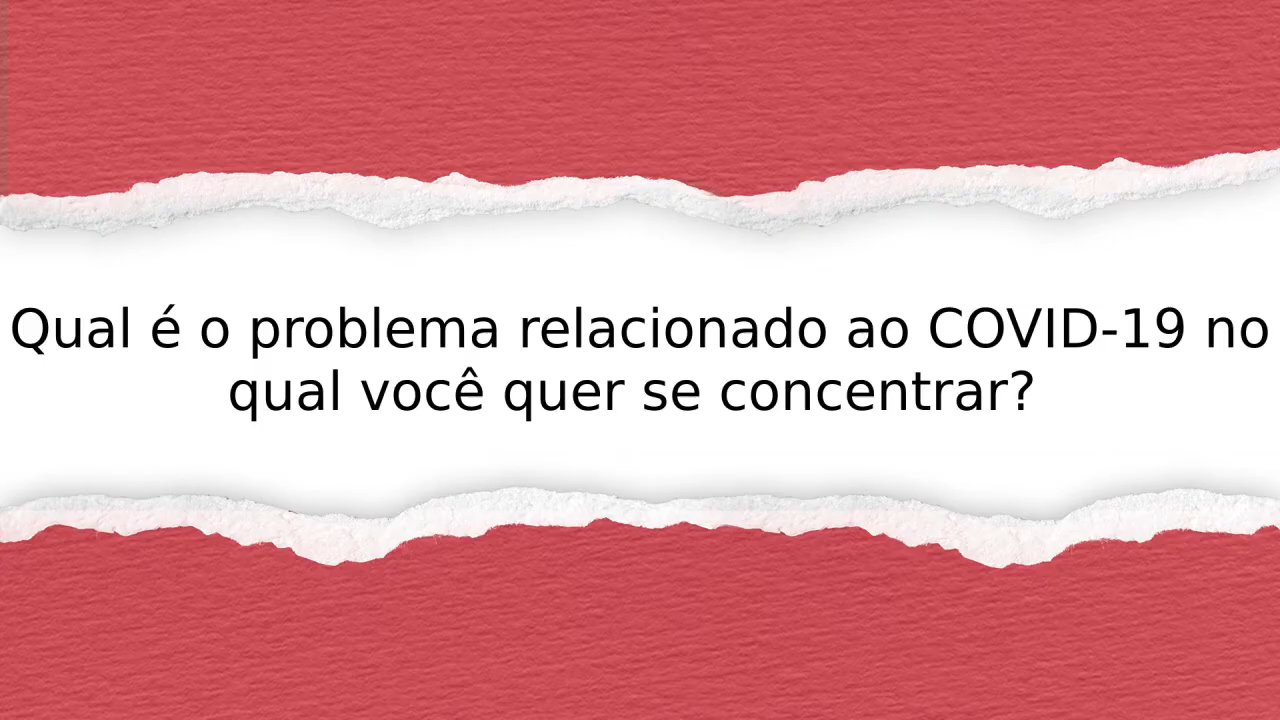 Qual é o problema relacionado ao COVID-19 no
qual você quer se concentrar?